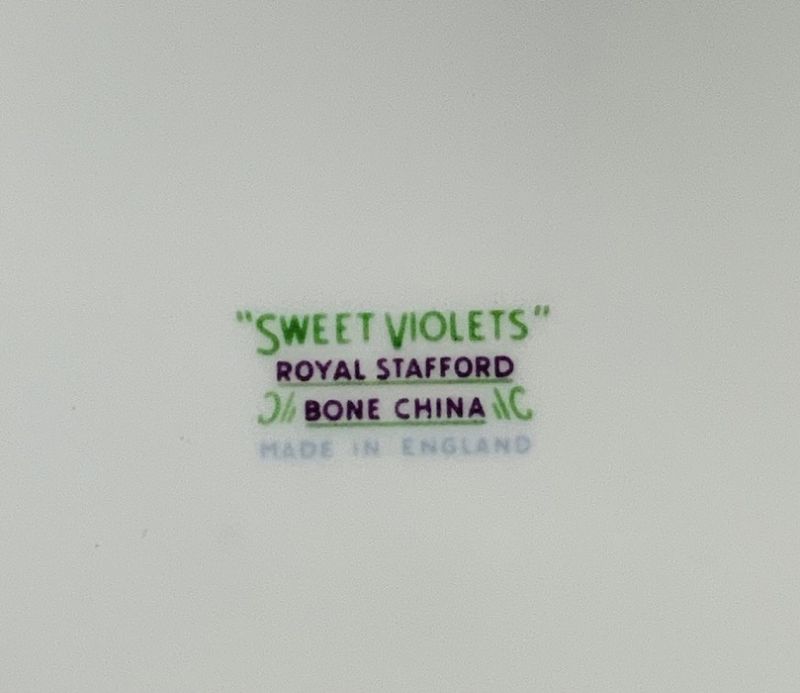 "SWEET VIOLETS"
ROYAL STAFFORD
BONE CHINA
MADE IN ENGLAND